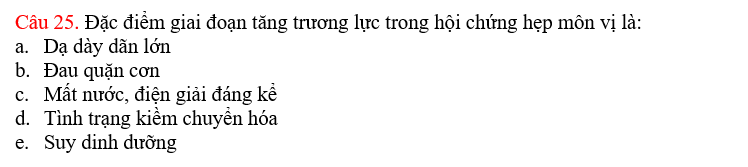 Câu 25. Đặc điểm giai đoạn tăng trương lực trong hội chứng hẹp môn vị là:
a. Dạ dày dãn lớn
b. Đau quặn cơn
c. Mất nước, điện giải đáng kể
d. Tình trạng kiềm chuyển hóa
e. Suy dinh dưỡng